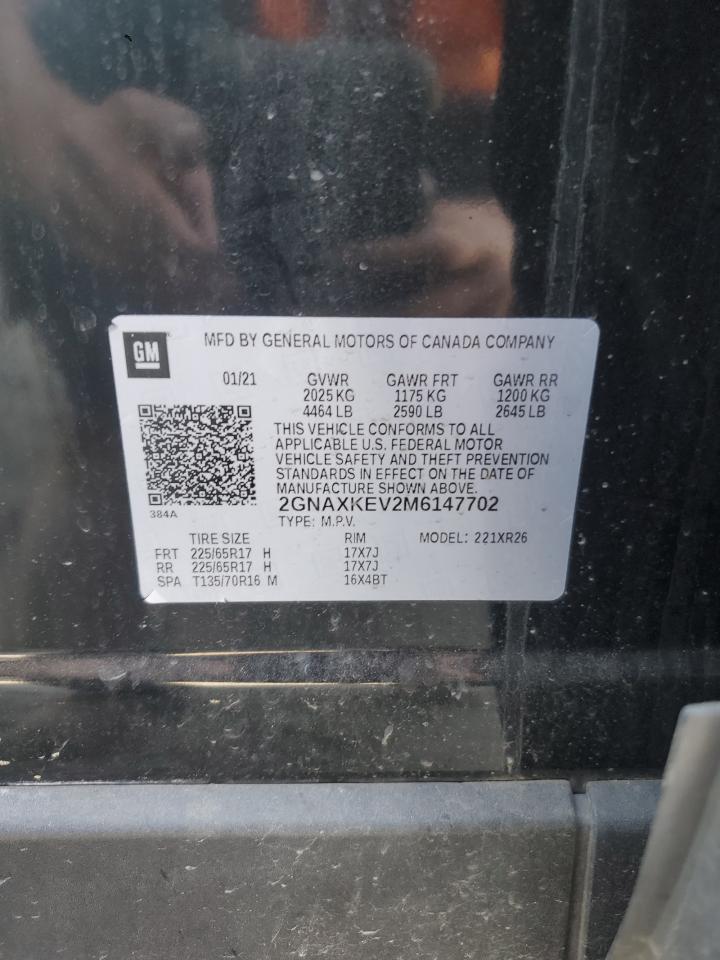 GM
MFD BY GENERAL MOTORS OF CANADA COMPANY
01/21 GVWR GAWR FRT GAWR RR
2025 KG 1175 KG 1200 KG
4464 LB 2590 LB 2645 LB
THIS VEHICLE CONFORMS TO ALL
APPLICABLE U.S. FEDERAL MOTOR
VEHICLE SAFETY AND THEFT PREVENTION
STANDARDS IN EFFECT ON THE DATE OF
MANUFACTURE SHOWN ABOVE.
2GNAXKEV2M6147702
384A
TYPE: M.P.V.
TIRE SIZE RIM MODEL: 221XR26
FRT 225/65R17 H 17X7J
RR 225/65R17 H 17X7J
SPA T135/70R16 M 16X4BT